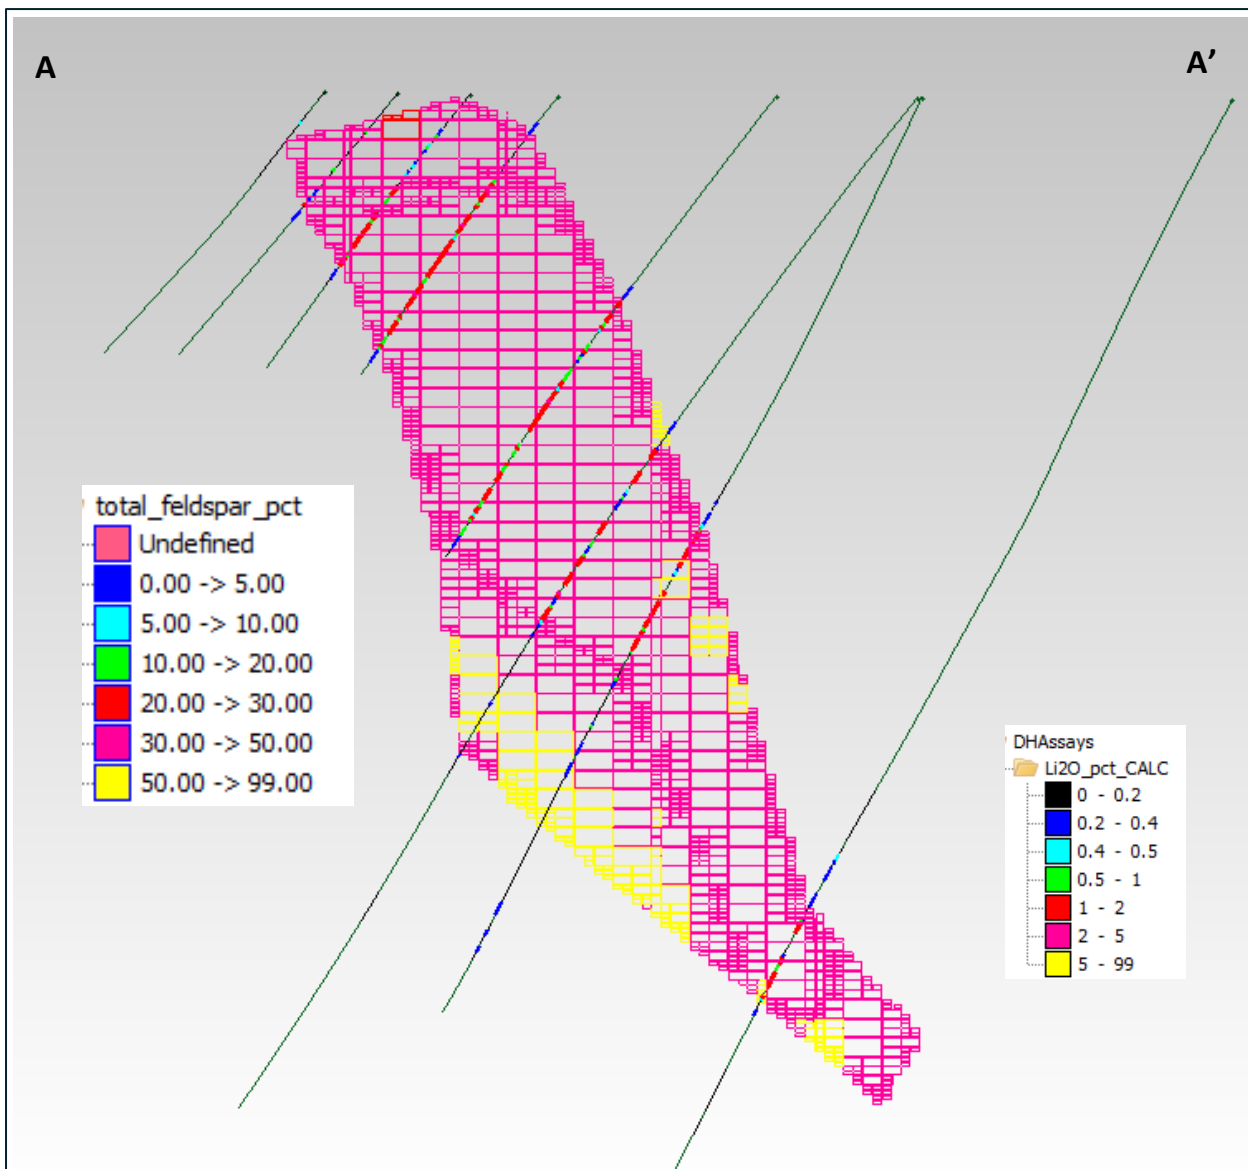 A
A'
total_feldspar_pct
Undefined
0.00 -> 5.00
5.00 -> 10.00
10.00 -> 20.00
20.00 -> 30.00
30.00 -> 50.00
50.00 -> 99.00
DHAssays
Li2O_pct_CALC
0 - 0.2
0.2 - 0.4
0.4 - 0.5
0.5 - 1
1 - 2
2 - 5
5 - 99